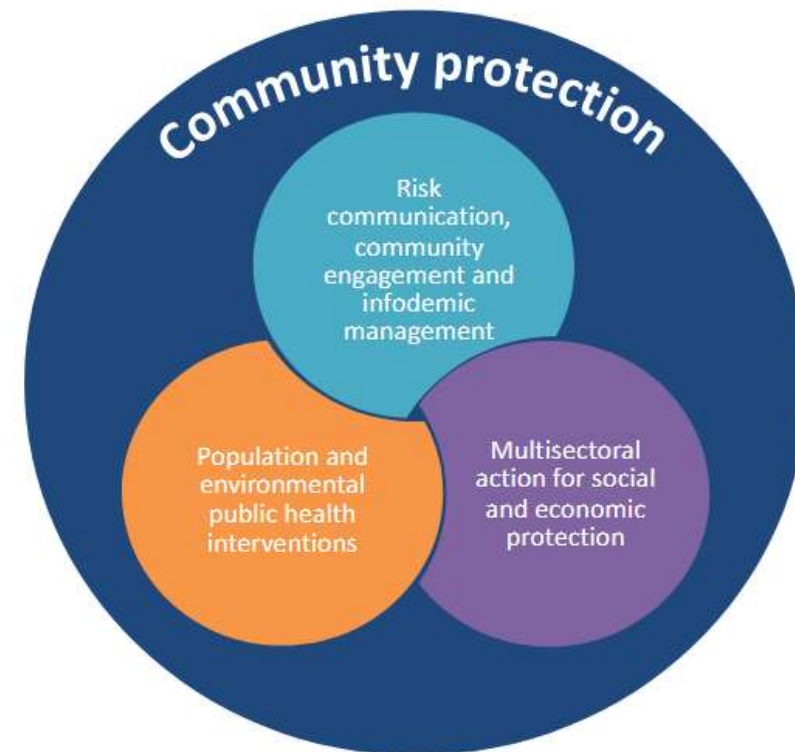 Community protection
Risk
communication,
community
engagement and
infodemic
management
Population and
environmental
public health
interventions
Multisectoral
action for social
and economic
protection